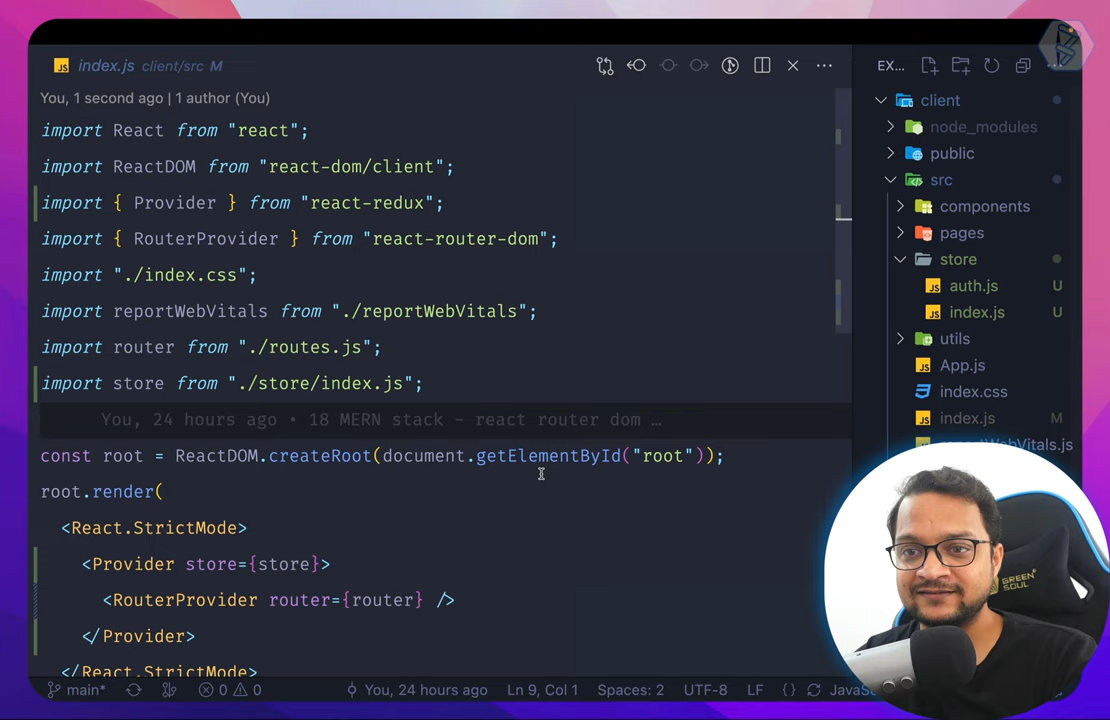 index.js client/src M
You, 1 second ago | 1 author (You)
import React from "react";
import ReactDOM from "react-dom/client";
import { Provider } from "react-redux";
import { RouterProvider } from "react-router-dom";
import "./index.css";
import reportWebVitals from "./reportWebVitals";
import router from "./routes.js";
import store from "./store/index.js";
You, 24 hours ago • 18 MERN stack - react router dom …
const root = ReactDOM.createRoot(document.getElementById("root"));
root.render(
<React.StrictMode>
<Provider store={store}>
<RouterProvider router={router} />
</Provider>
</React.StrictMode>
EX...
client
node_modules
public
src
components
pages
store
auth.js U
index.js U
utils
App.js
index.css
index.js M
reportWebVitals.js
GREEN SOUL
main* 0 0 You, 24 hours ago Ln 9, Col 1 Spaces: 2 UTF-8 LF {}